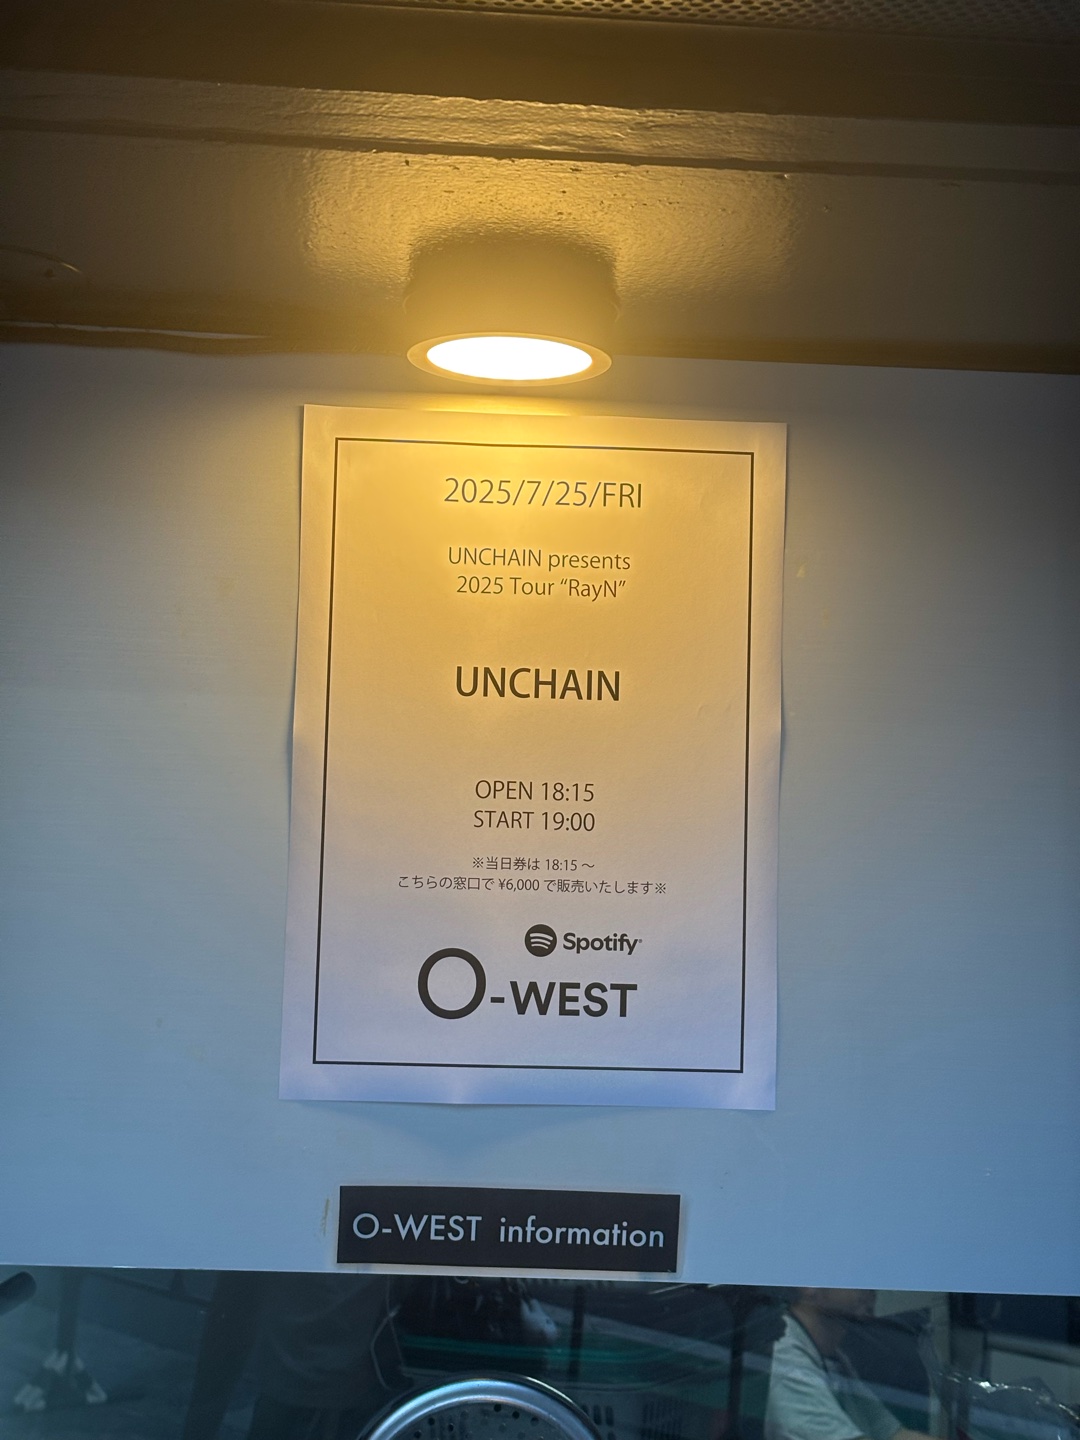 2025/7/25/FRI
UNCHAIN presents
2025 Tour “RayN”
UNCHAIN
OPEN 18:15
START 19:00
※当日券は 18:15 ～
こちらの窓口で ¥6,000 で販売いたします※
Spotify
O-WEST
O-WEST information